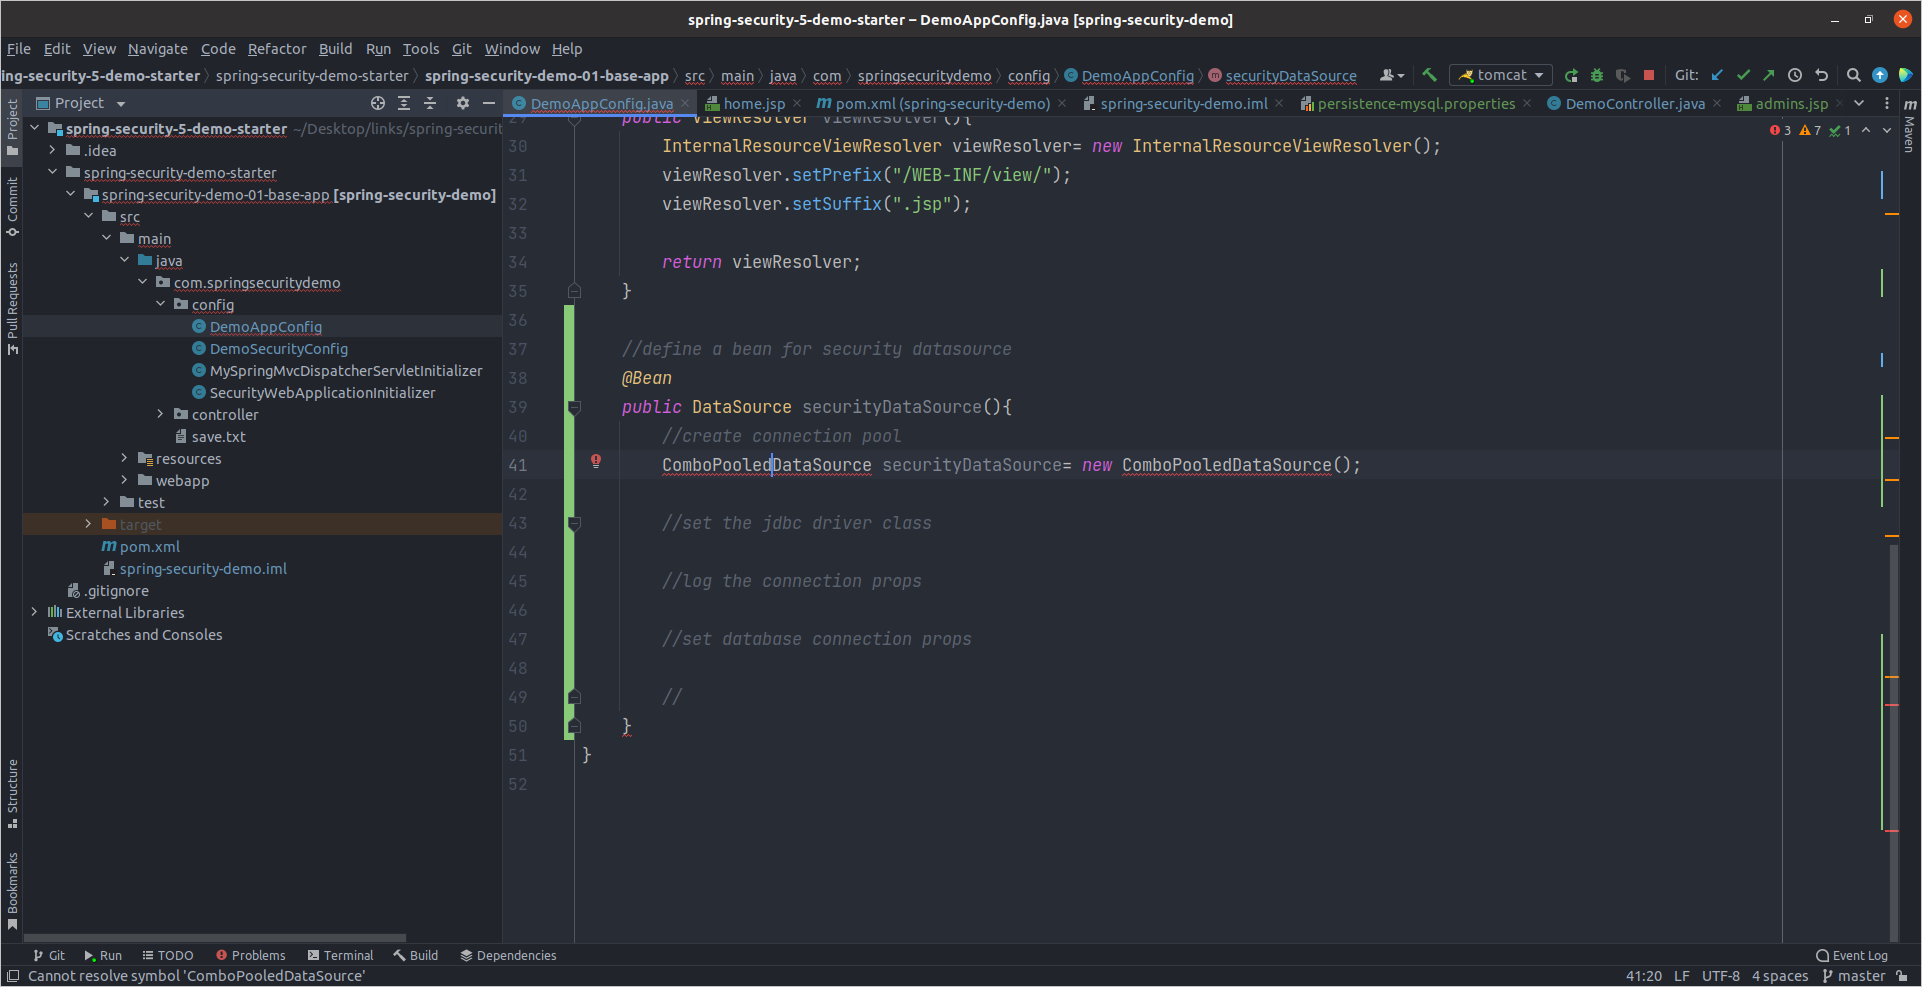 spring-security-5-demo-starter – DemoAppConfig.java [spring-security-demo]
File Edit View Navigate Code Refactor Build Run Tools Git Window Help
ing-security-5-demo-starter spring-security-demo-starter spring-security-demo-01-base-app src main java com springsecuritydemo config DemoAppConfig securityDataSource tomcat Git:
Project
DemoAppConfig.java home.jsp pom.xml (spring-security-demo) spring-security-demo.iml persistence-mysql.properties DemoController.java admins.jsp
3 7 1
Project
Commit
Pull Requests
Structure
Bookmarks
Maven
spring-security-5-demo-starter ~/Desktop/links/spring-securit
.idea
spring-security-demo-starter
spring-security-demo-01-base-app [spring-security-demo]
src
main
java
com.springsecuritydemo
config
DemoAppConfig
DemoSecurityConfig
MySpringMvcDispatcherServletInitializer
SecurityWebApplicationInitializer
controller
save.txt
resources
webapp
test
target
pom.xml
spring-security-demo.iml
.gitignore
External Libraries
Scratches and Consoles
29 public ViewResolver viewResolver(){
30 InternalResourceViewResolver viewResolver= new InternalResourceViewResolver();
31 viewResolver.setPrefix("/WEB-INF/view/");
32 viewResolver.setSuffix(".jsp");
33
34 return viewResolver;
35 }
36
37 //define a bean for security datasource
38 @Bean
39 public DataSource securityDataSource(){
40 //create connection pool
41 ComboPooledDataSource securityDataSource= new ComboPooledDataSource();
42
43 //set the jdbc driver class
44
45 //log the connection props
46
47 //set database connection props
48
49 //
50 }
51 }
52
Git Run TODO Problems Terminal Build Dependencies Event Log
Cannot resolve symbol 'ComboPooledDataSource' 41:20 LF UTF-8 4 spaces master